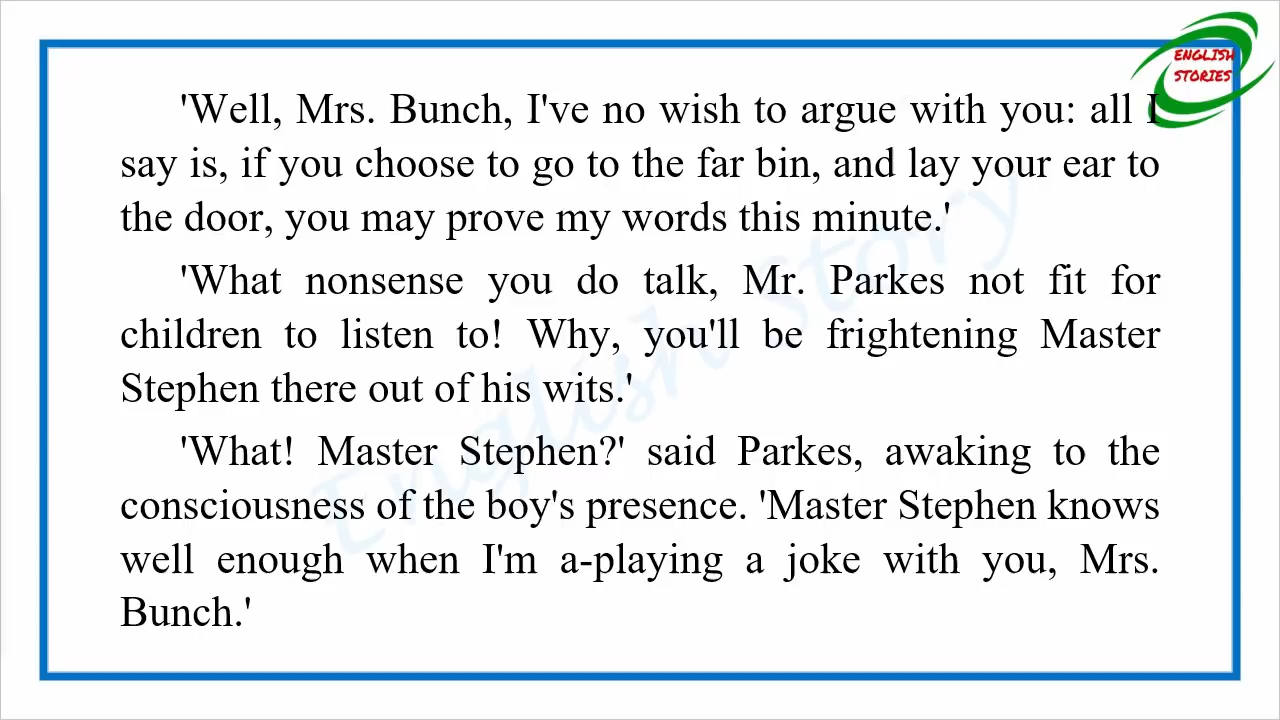 ENGLISH
STORIES
'Well, Mrs. Bunch, I've no wish to argue with you: all I
say is, if you choose to go to the far bin, and lay your ear to
the door, you may prove my words this minute.'
'What nonsense you do talk, Mr. Parkes not fit for
children to listen to! Why, you'll be frightening Master
Stephen there out of his wits.'
'What! Master Stephen?' said Parkes, awaking to the
consciousness of the boy's presence. 'Master Stephen knows
well enough when I'm a-playing a joke with you, Mrs.
Bunch.'
English Story